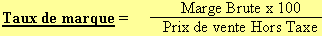 Taux de marque = Marge Brute x 100
Prix de vente Hors Taxe